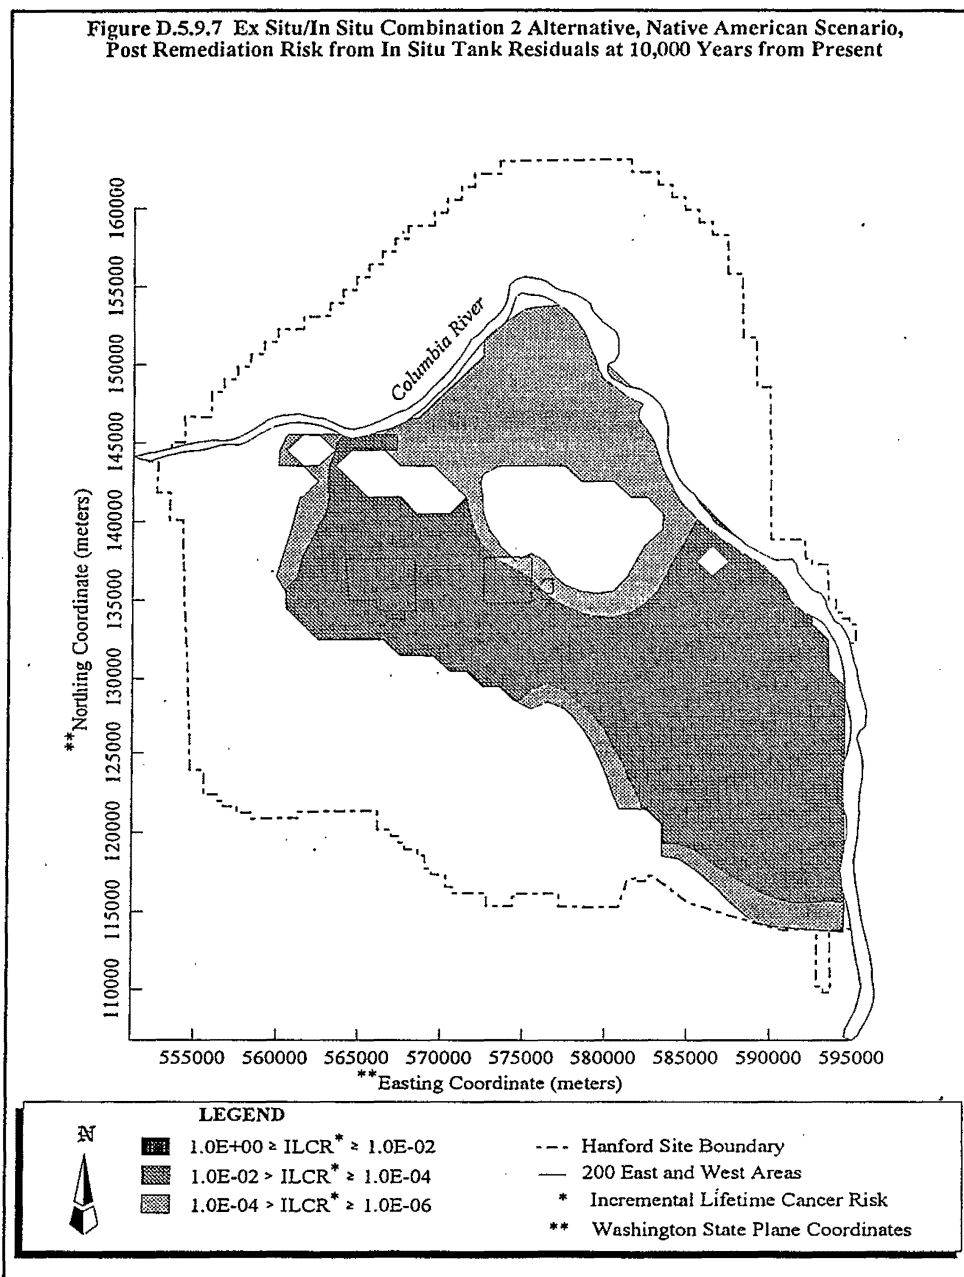 Figure D.5.9.7 Ex Situ/In Situ Combination 2 Alternative, Native American Scenario,
Post Remediation Risk from In Situ Tank Residuals at 10,000 Years from Present
Columbia River
**Northing Coordinate (meters)
160000
155000
150000
145000
140000
135000
130000
125000
120000
115000
110000
555000 560000 565000 570000 575000 580000 585000 590000 595000
**Easting Coordinate (meters)
LEGEND
N
1.0E+00 ≥ ILCR* ≥ 1.0E-02
1.0E-02 > ILCR* ≥ 1.0E-04
1.0E-04 > ILCR* ≥ 1.0E-06
Hanford Site Boundary
200 East and West Areas
* Incremental Lifetime Cancer Risk
** Washington State Plane Coordinates